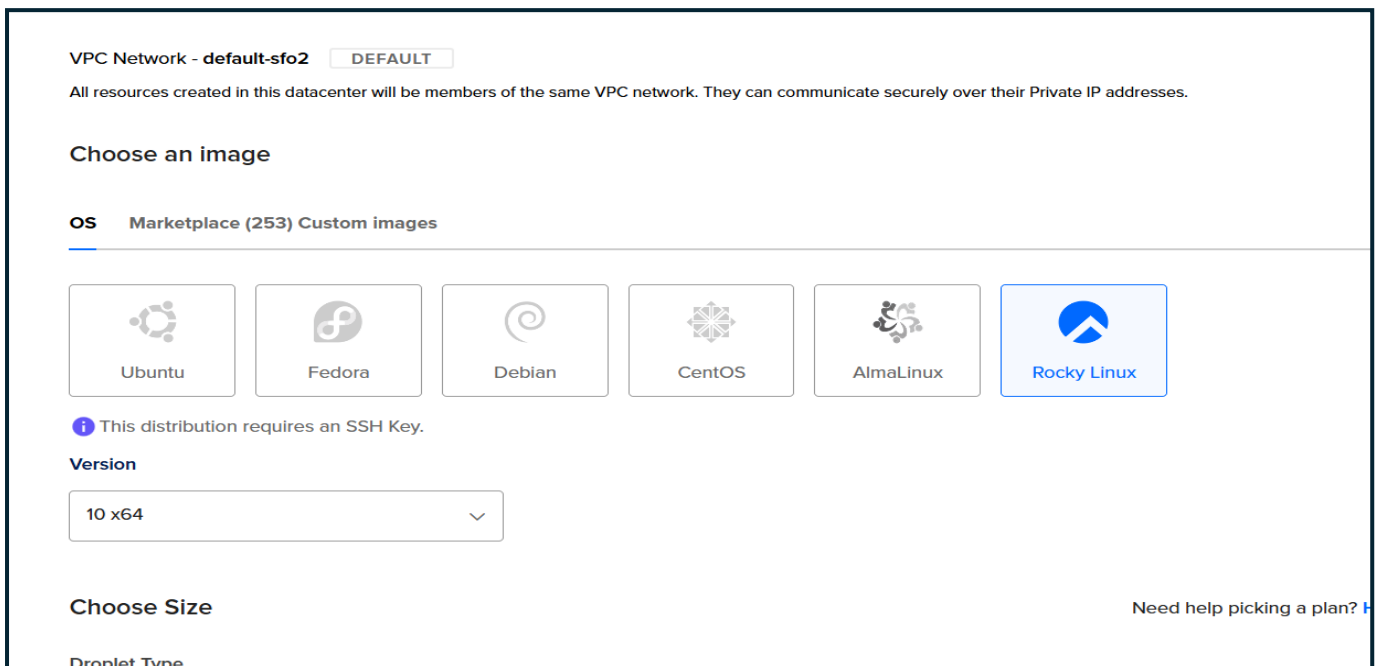 VPC Network - default-sfo2 DEFAULT
All resources created in this datacenter will be members of the same VPC network. They can communicate securely over their Private IP addresses.
Choose an image
OS Marketplace (253) Custom images
Ubuntu Fedora Debian CentOS AlmaLinux Rocky Linux
This distribution requires an SSH Key.
Version
10 x64
Choose Size
Need help picking a plan?
Droplet Type